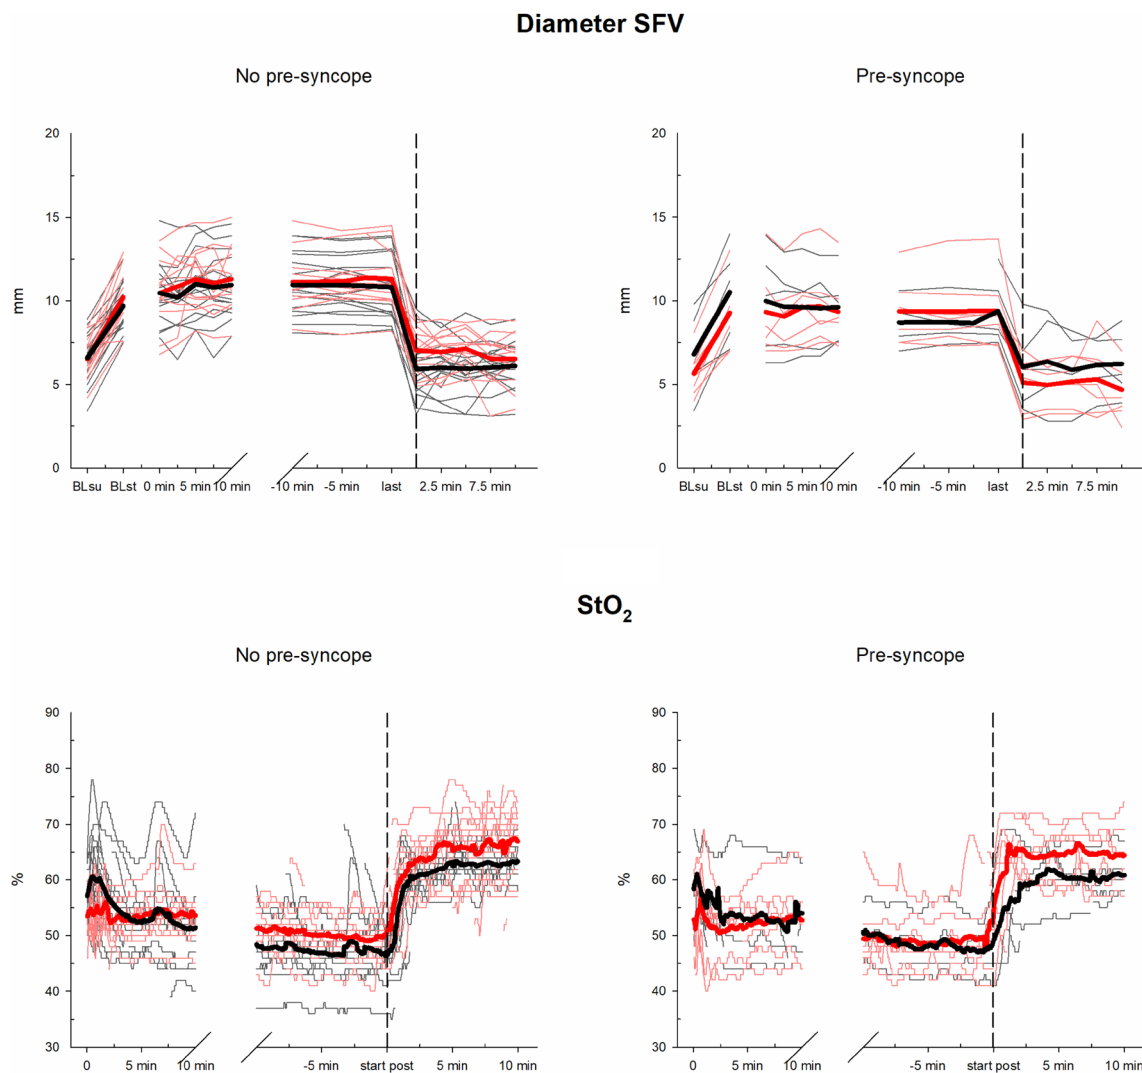 Diameter SFV
No pre-syncope
Pre-syncope
20
15
10
5
0
mm
BLsu BLst 0 min 5 min 10 min -10 min -5 min last 2.5 min 7.5 min
20
15
10
5
0
mm
BLsu BLst 0 min 5 min 10 min -10 min -5 min last 2.5 min 7.5 min
StO2
No pre-syncope
Pre-syncope
90
80
70
60
50
40
30
%
0 5 min 10 min -5 min start post 5 min 10 min
90
80
70
60
50
40
30
%
0 5 min 10 min -5 min start post 5 min 10 min